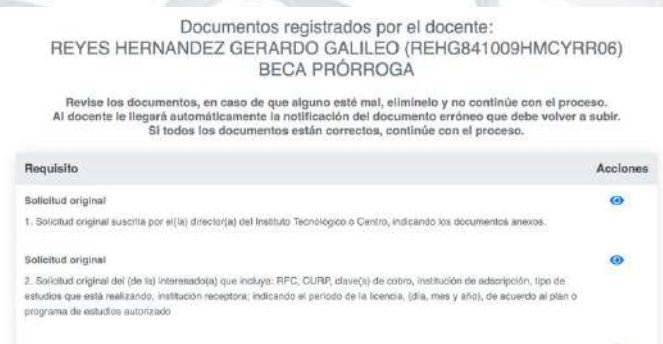 Documentos registrados por el docente:
REYES HERNANDEZ GERARDO GALILEO (REHG841009HMCYRR06)
BECA PRÓRROGA
Revise los documentos, en caso de que alguno esté mal, elimínelo y no continúe con el proceso.
Al docente le llegará automáticamente la notificación del documento erróneo que debe volver a subir.
Si todos los documentos están correctos, continúe con el proceso.
Requisito Acciones
Solicitud original
1. Solicitud original suscrita por el(la) director(a) del Instituto Tecnológico o Centro, indicando los documentos anexos.
Solicitud original
2. Solicitud original del (de la) interesado(a) que incluya: RFC, CURP, clave(s) de cobro, institución de adscripción, tipo de
estudios que está realizando, institución receptora; indicando el periodo de la licencia, (día, mes y año), de acuerdo al plan o
programa de estudios autorizado